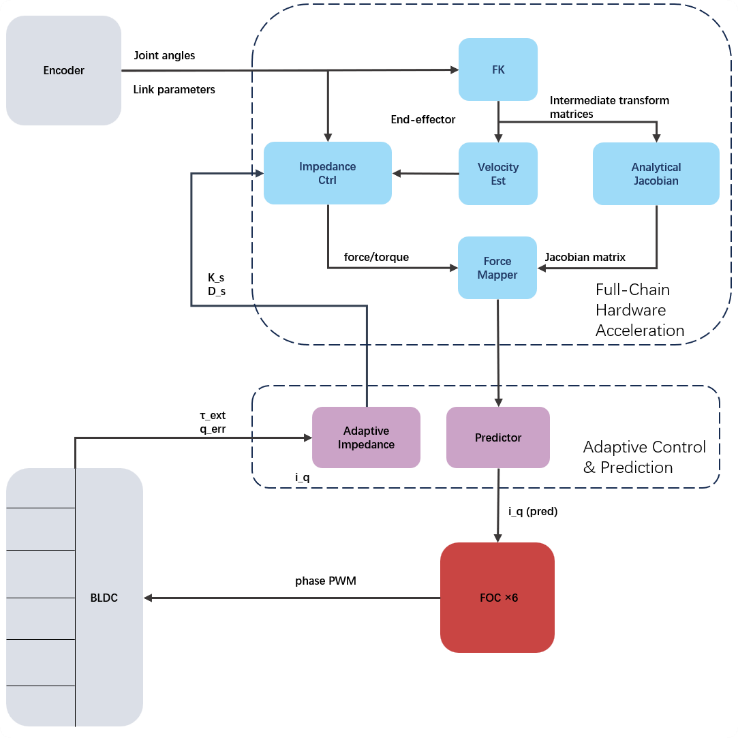 Encoder
Joint angles
Link parameters
FK
End-effector
Intermediate transform
matrices
Impedance
Ctrl
Velocity
Est
Analytical
Jacobian
force/torque
Force
Mapper
Jacobian matrix
K_s
D_s
Full-Chain
Hardware
Acceleration
τ_ext
q_err
Adaptive
Impedance
Predictor
Adaptive Control
& Prediction
i_q
i_q (pred)
phase PWM
BLDC
FOC ×6